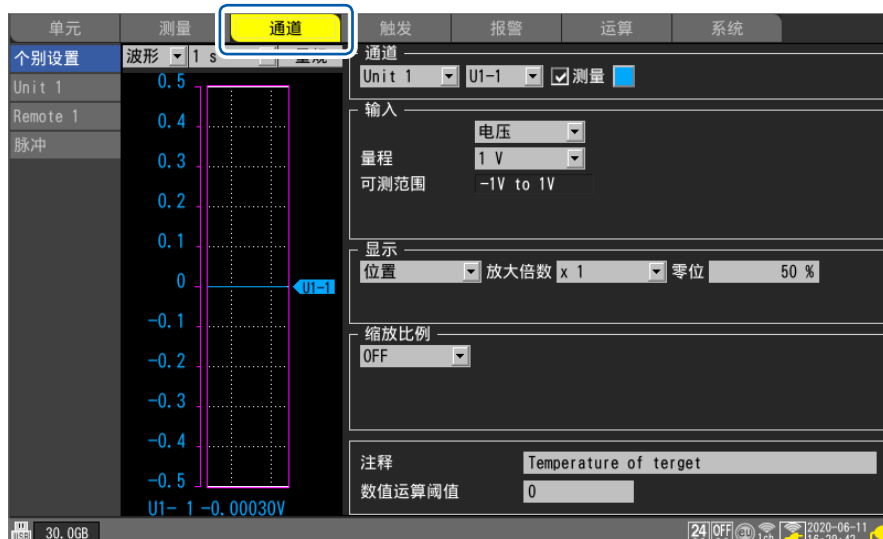 单元 测量 通道 触发 报警 运算 系统
个别设置
Unit 1
Remote 1
脉冲
波形 1 s
0.5
0.4
0.3
0.2
0.1
0
-0.1
-0.2
-0.3
-0.4
-0.5
U1-1
U1- 1 -0.00030V
通道
Unit 1 U1-1 测量
输入
电压
量程 1 V
可测范围 -1V to 1V
显示
位置 放大倍数 x 1 零位 50 %
缩放比例
OFF
注释 Temperature of terget
数值运算阈值 0
USB 30.0GB 24 OFF 1ch 2020-06-11